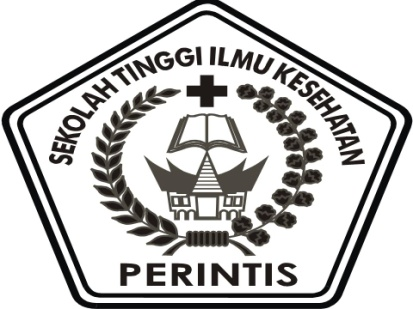 SEKOLAH TINGGI ILMU KESEHATAN
PERINTIS